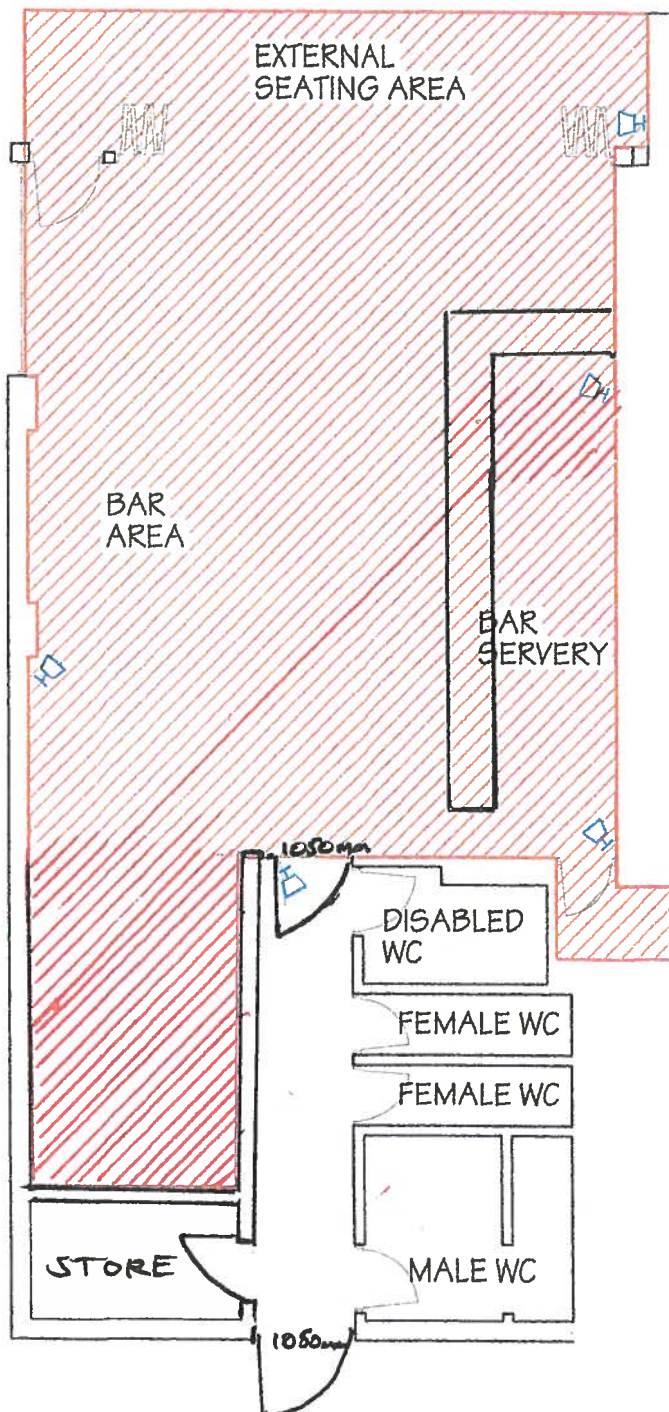 EXTERNAL
SEATING AREA
BAR
AREA
BAR
SERVERY
1050mm
DISABLED
WC
FEMALE WC
FEMALE WC
STORE
MALE WC
1050mm